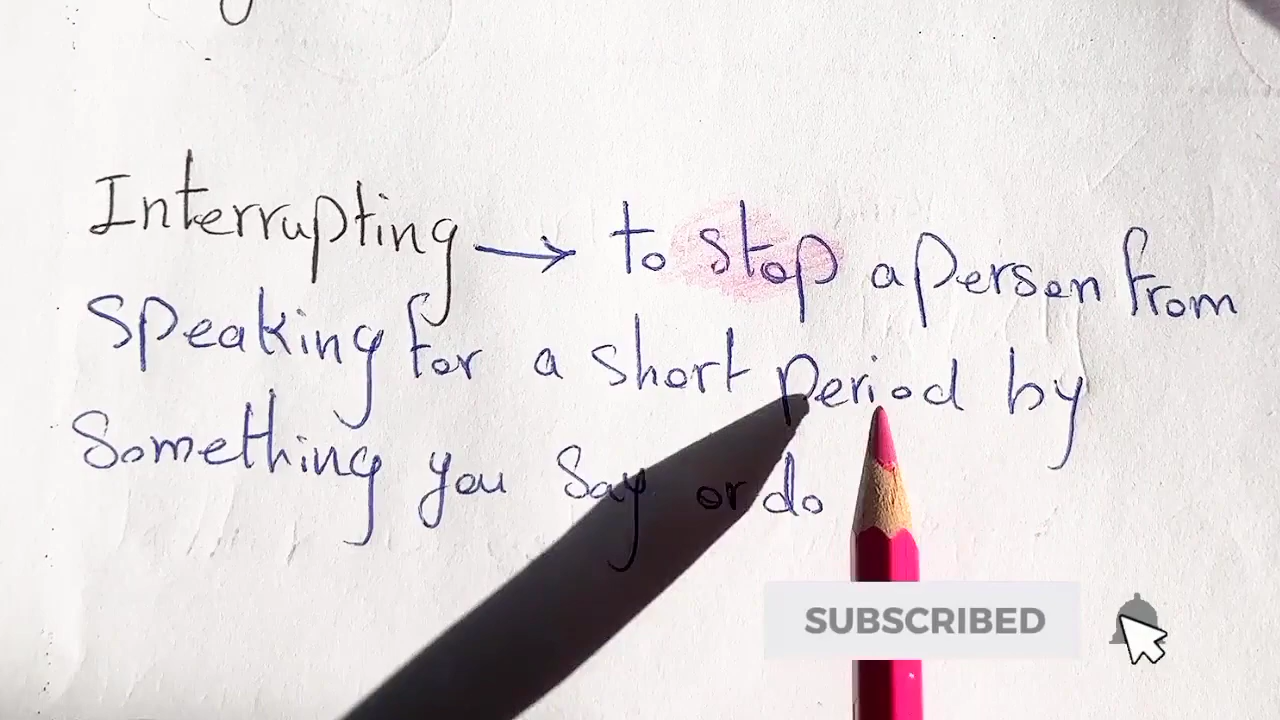 Interrupting → to stop a person from
Speaking for a short period by
Something you say or do
SUBSCRIBED